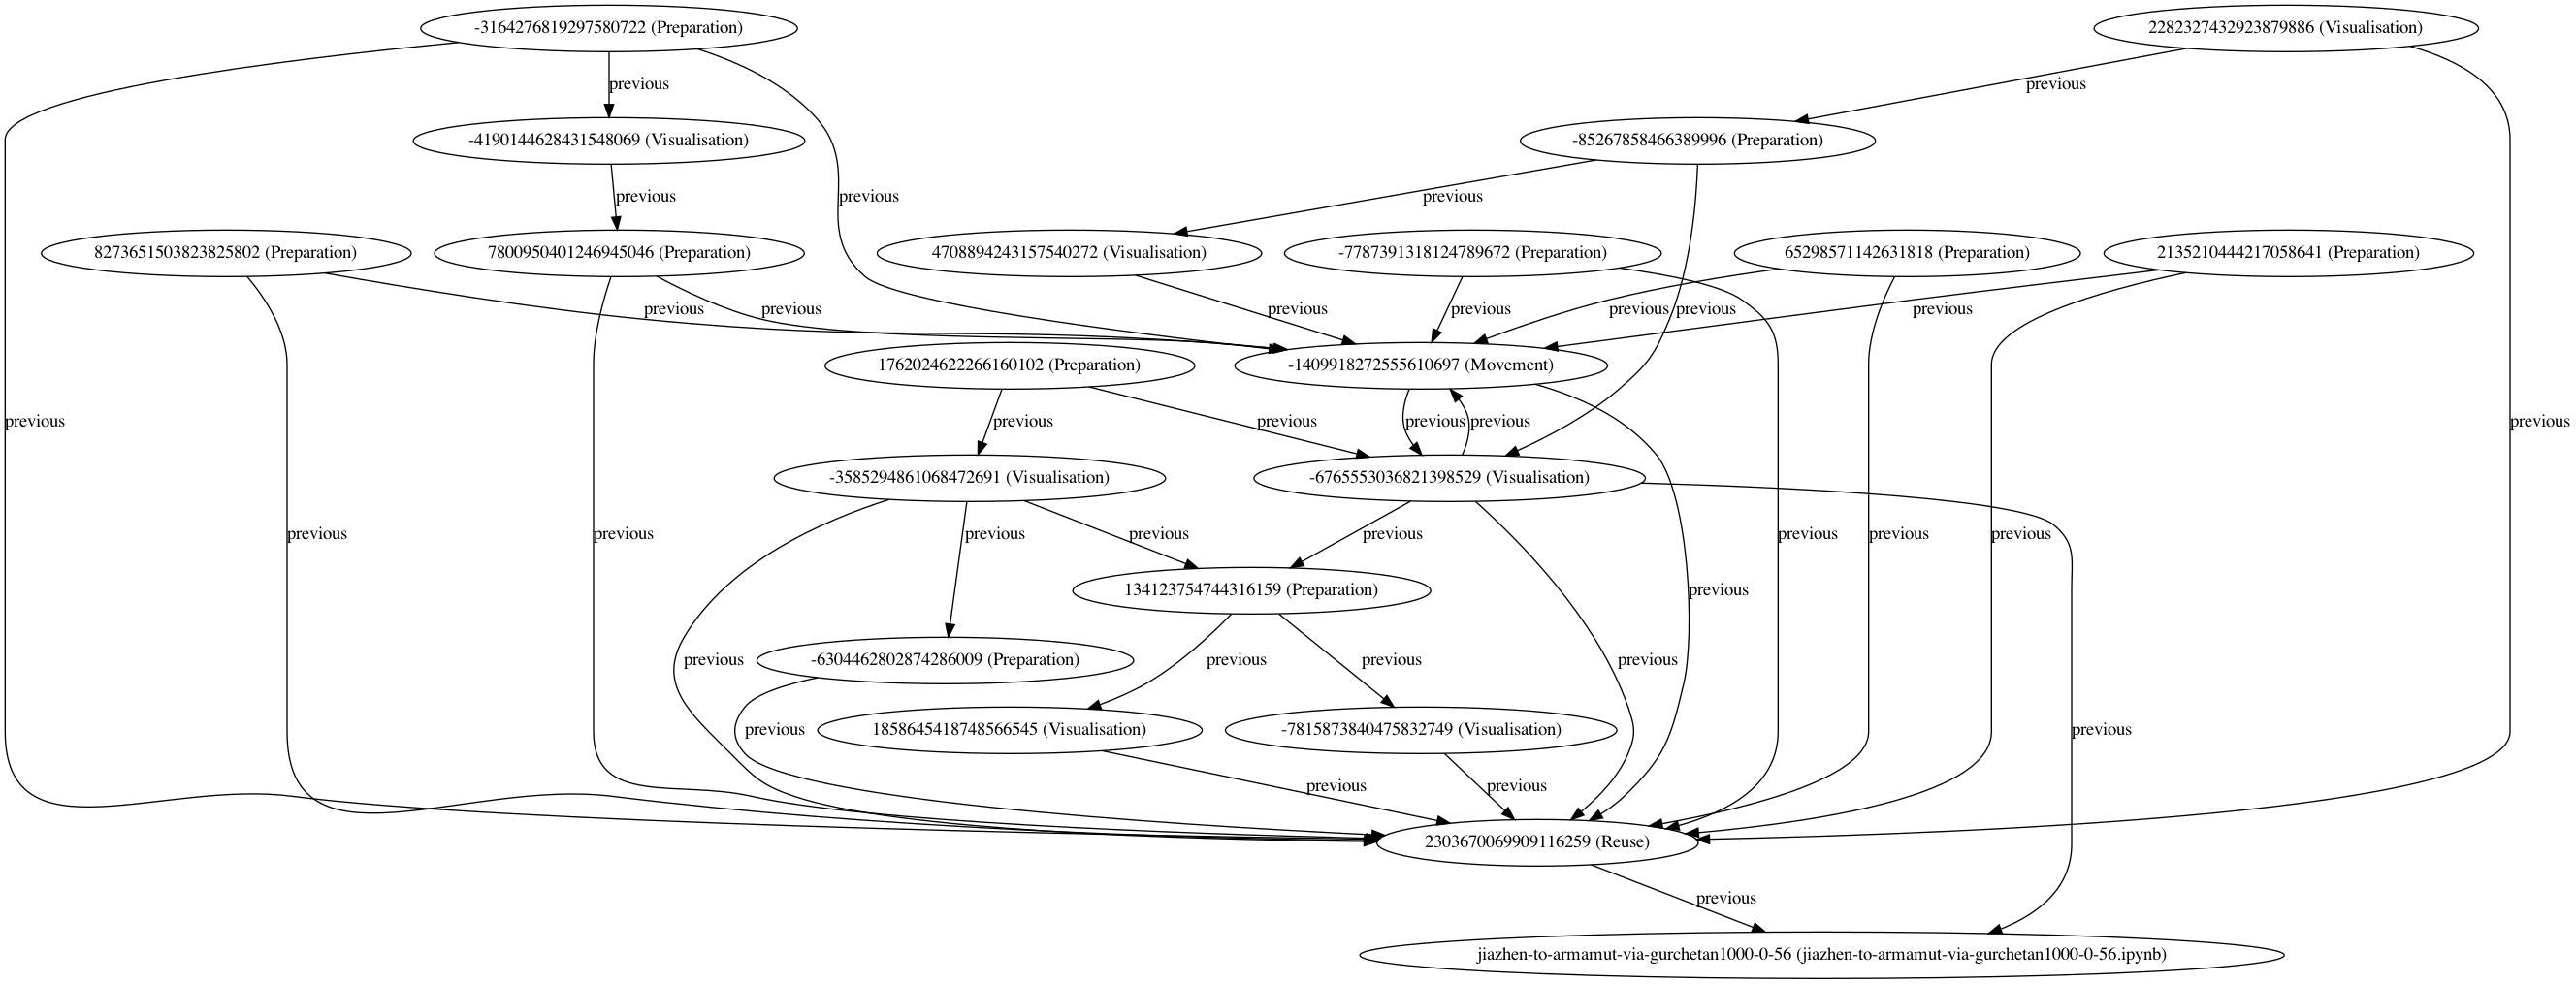 -3164276819297580722 (Preparation)
2282327432923879886 (Visualisation)
previous
previous
-4190144628431548069 (Visualisation)
-85267858466389996 (Preparation)
previous
previous
previous
8273651503823825802 (Preparation)
7800950401246945046 (Preparation)
4708894243157540272 (Visualisation)
-7787391318124789672 (Preparation)
65298571142631818 (Preparation)
2135210444217058641 (Preparation)
previous
previous
previous
previous
previous
previous
previous
1762024622266160102 (Preparation)
-1409918272555610697 (Movement)
previous
previous
previous
previous
previous
previous
-3585294861068472691 (Visualisation)
-6765553036821398529 (Visualisation)
previous
previous
previous
previous
previous
previous
previous
previous
134123754744316159 (Preparation)
previous
-6304462802874286009 (Preparation)
previous
previous
previous
previous
previous
1858645418748566545 (Visualisation)
-7815873840475832749 (Visualisation)
previous
previous
previous
2303670069909116259 (Reuse)
previous
jiazhen-to-armamut-via-gurchetan1000-0-56 (jiazhen-to-armamut-via-gurchetan1000-0-56.ipynb)